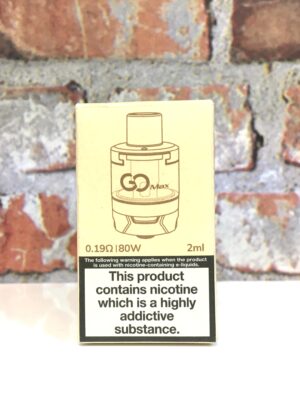 GO Max
0.19Ω | 80W 2ml
The following warning applies when the product
is used with nicotine-containing e-liquids.
This product
contains nicotine
which is a highly
addictive
substance.